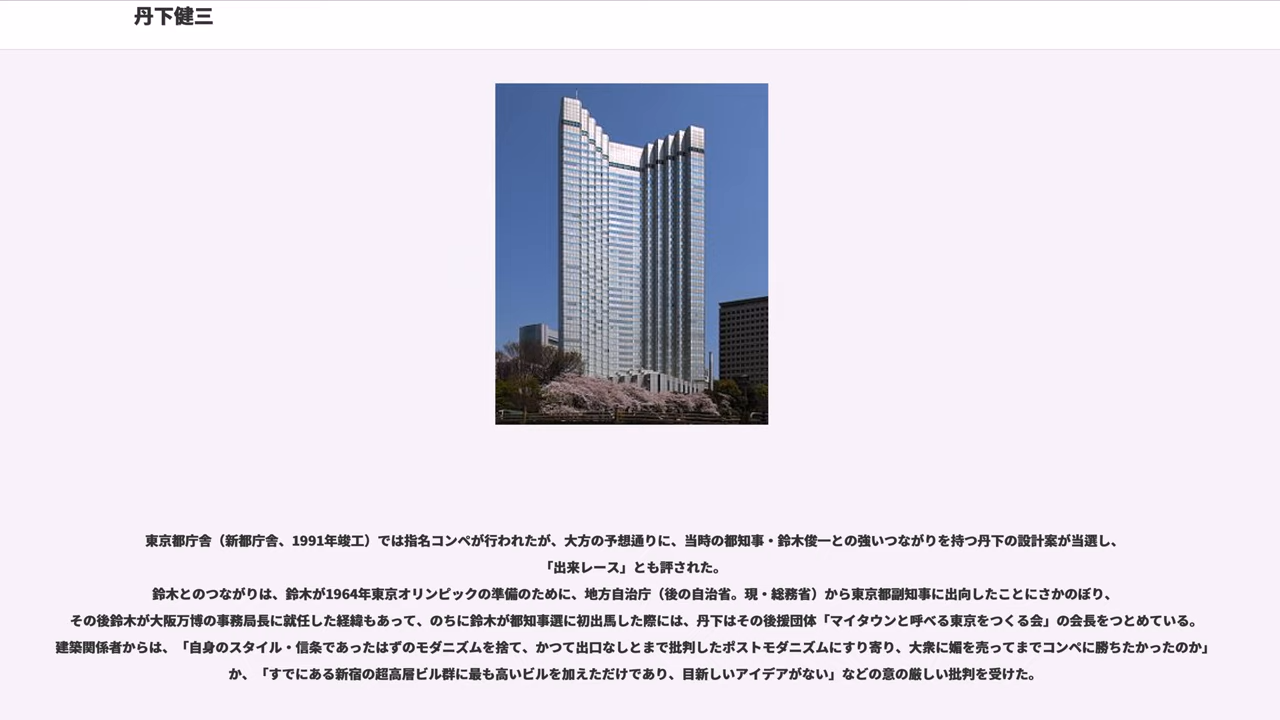 丹下健三
東京都庁舎（新都庁舎、1991年竣工）では指名コンペが行われたが、大方の予想通りに、当時の都知事・鈴木俊一との強いつながりを持つ丹下の設計案が当選し、
「出来レース」とも評された。
鈴木とのつながりは、鈴木が1964年東京オリンピックの準備のために、地方自治庁（後の自治省。現・総務省）から東京都副知事に出向したことにさかのぼり、
その後鈴木が大阪万博の事務局長に就任した経緯もあって、のちに鈴木が都知事選に初出馬した際には、丹下はその後援団体「マイタウンと呼べる東京をつくる会」の会長をつとめている。
建築関係者からは、「自身のスタイル・信条であったはずのモダニズムを捨て、かつて出口なしとまで批判したポストモダニズムにすり寄り、大衆に媚を売ってまでコンペに勝ちたかったのか」
か、「すでにある新宿の超高層ビル群に最も高いビルを加えただけであり、目新しいアイデアがない」などの意の厳しい批判を受けた。